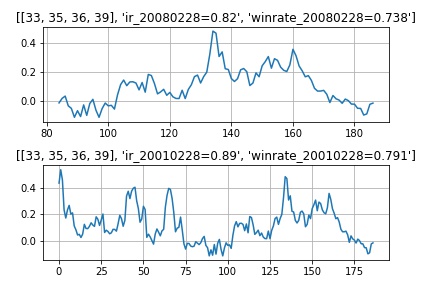 [[33, 35, 36, 39], 'ir_20080228=0.82', 'winrate_20080228=0.738']
0.4
0.2
0.0
80 100 120 140 160 180
[[33, 35, 36, 39], 'ir_20010228=0.89', 'winrate_20010228=0.791']
0.4
0.2
0.0
0 25 50 75 100 125 150 175